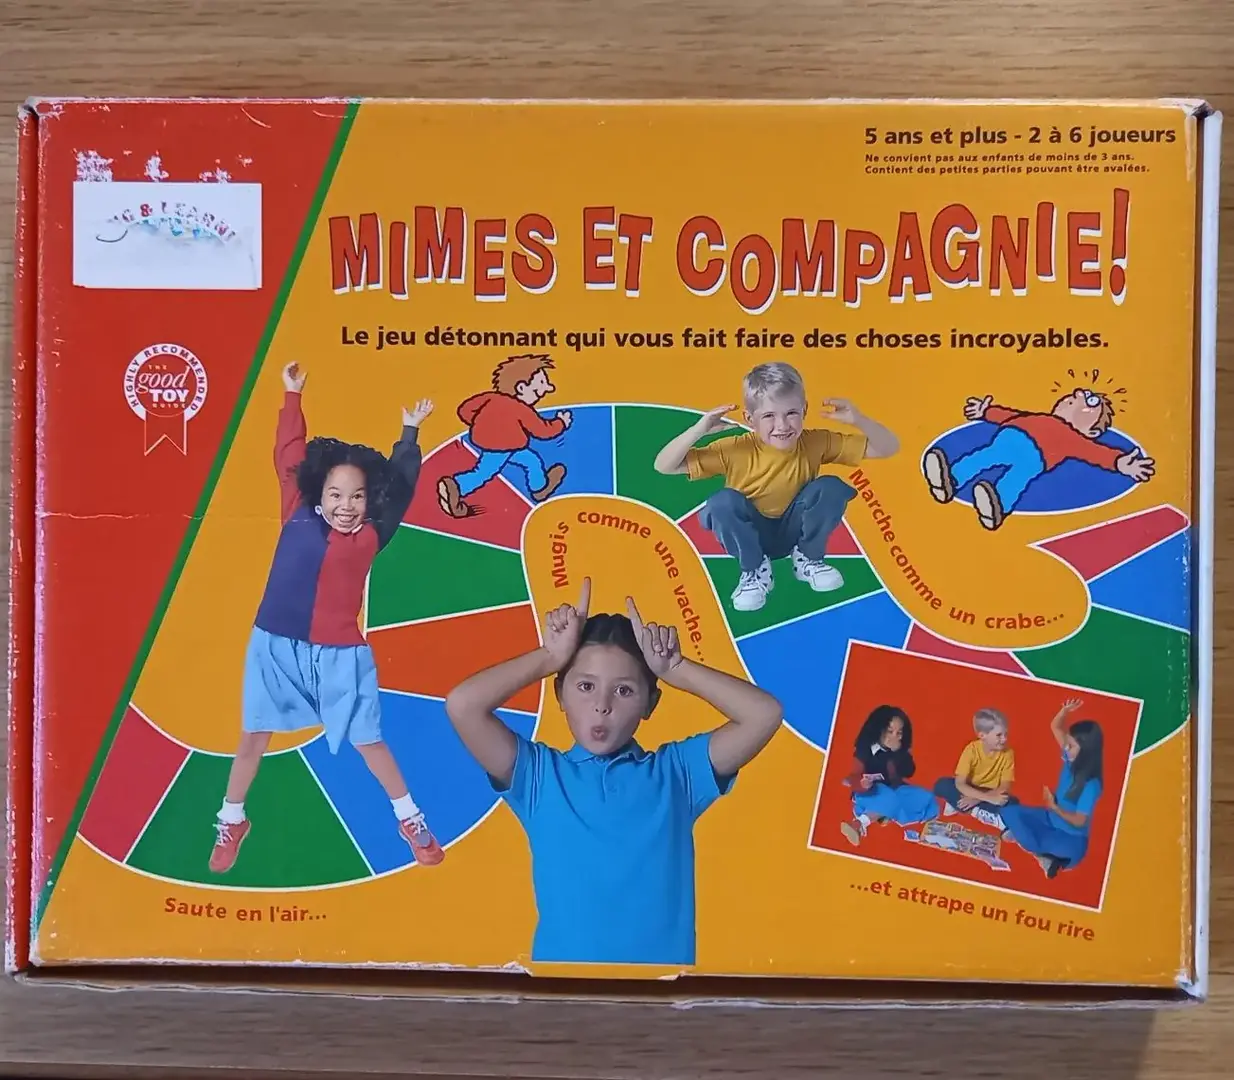 5 ans et plus - 2 à 6 joueurs
Ne convient pas aux enfants de moins de 3 ans.
Contient des petites parties pouvant être avalées.
& LEARN
MIMES ET COMPAGNIE!
Le jeu détonnant qui vous fait faire des choses incroyables.
HIGHLY RECOMMENDED
THE
good
TOY
GUIDE
Mugis comme une vache...
Marche comme un crabe...
Saute en l'air...
...et attrape un fou rire